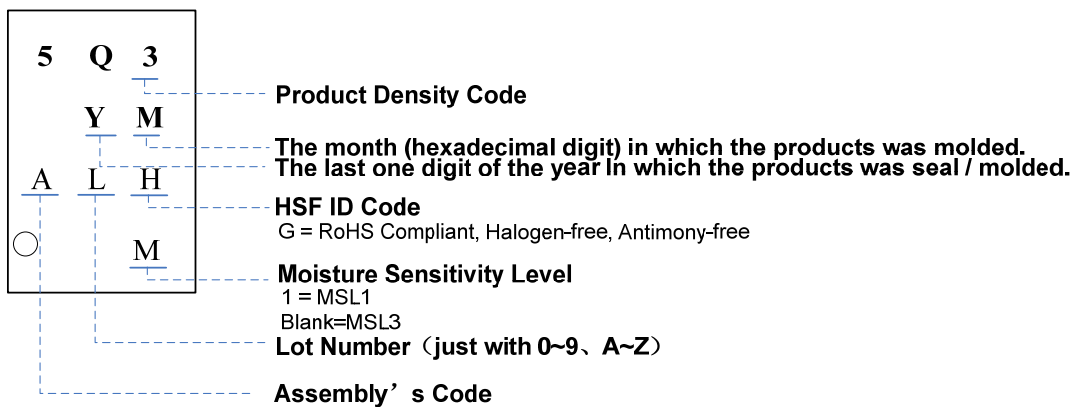 5 Q 3
Product Density Code
Y M
The month (hexadecimal digit) in which the products was molded.
The last one digit of the year In which the products was seal / molded.
A L H
HSF ID Code
G = RoHS Compliant, Halogen-free, Antimony-free
M
Moisture Sensitivity Level
1 = MSL1
Blank=MSL3
Lot Number（just with 0~9、A~Z）
Assembly’s Code